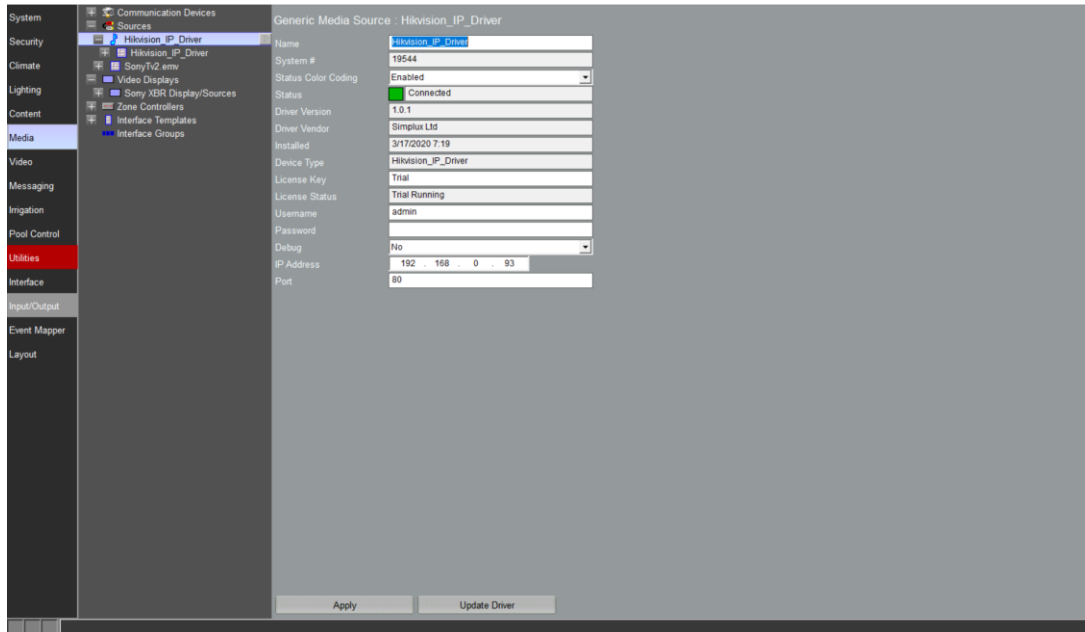 System
Security
Climate
Lighting
Content
Media
Video
Messaging
Irrigation
Pool Control
Utilities
Interface
Input/Output
Event Mapper
Layout
Communication Devices
Sources
Hikvision_IP_Driver
Hikvision_IP_Driver
SonyTv2.emv
Video Displays
Sony XBR Display/Sources
Zone Controllers
Interface Templates
Interface Groups
Generic Media Source : Hikvision_IP_Driver
Name Hikvision_IP_Driver
System # 19544
Status Color Coding Enabled
Status Connected
Driver Version 1.0.1
Driver Vendor Simplux Ltd
Installed 3/17/2020 7:19
Device Type Hikvision_IP_Driver
License Key Trial
License Status Trial Running
Username admin
Password
Debug No
IP Address 192 . 168 . 0 . 93
Port 80
Apply Update Driver